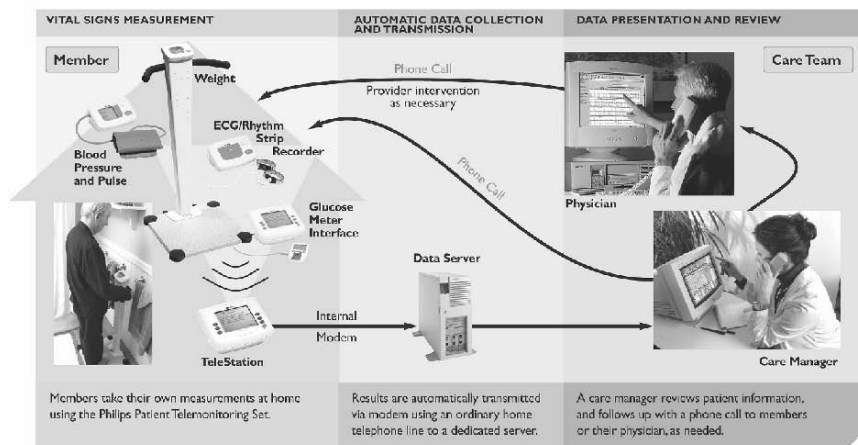 VITAL SIGNS MEASUREMENT
AUTOMATIC DATA COLLECTION
AND TRANSMISSION
DATA PRESENTATION AND REVIEW
Member
Weight
ECG/Rhythm
Strip
Recorder
Blood
Pressure
and Pulse
Glucose
Meter
Interface
TeleStation
Phone Call
Provider intervention
as necessary
Phone Call
Data Server
Internal
Modem
Care Team
Physician
Care Manager
Members take their own measurements at home
using the Philips Patient Telemonitoring Set.
Results are automatically transmitted
via modem using an ordinary home
telephone line to a dedicated server.
A care manager reviews patient information,
and follows up with a phone call to members
or their physician, as needed.